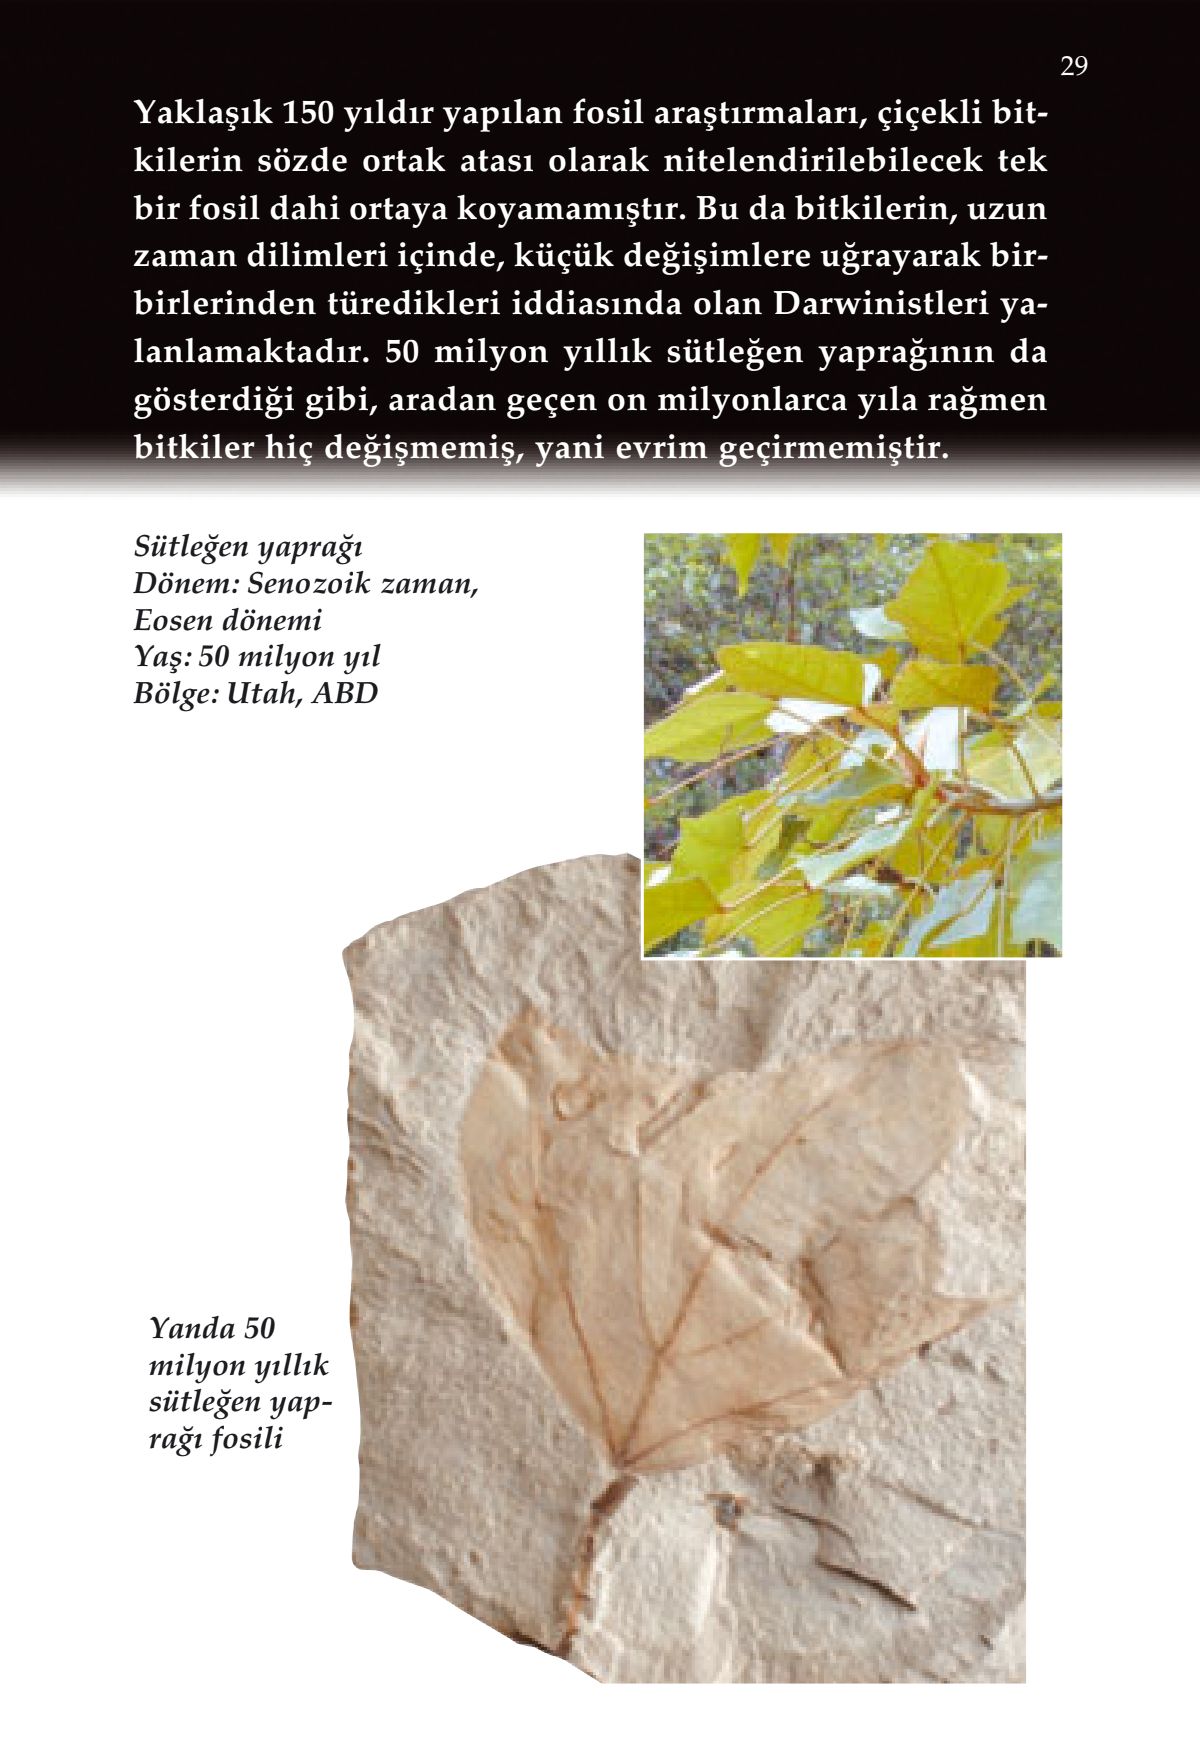 29
Yaklaşık 150 yıldır yapılan fosil araştırmaları, çiçekli bit-
kilerin sözde ortak atası olarak nitelendirilebilecek tek
bir fosil dahi ortaya koyamamıştır. Bu da bitkilerin, uzun
zaman dilimleri içinde, küçük değişimlere uğrayarak bir-
birlerinden türedikleri iddiasında olan Darwinistleri ya-
lanlamaktadır. 50 milyon yıllık sütleğen yaprağının da
gösterdiği gibi, aradan geçen on milyonlarca yıla rağmen
bitkiler hiç değişmemiş, yani evrim geçirmemiştir.
Sütleğen yaprağı
Dönem: Senozoik zaman,
Eosen dönemi
Yaş: 50 milyon yıl
Bölge: Utah, ABD
Yanda 50
milyon yıllık
sütleğen yap-
rağı fosili